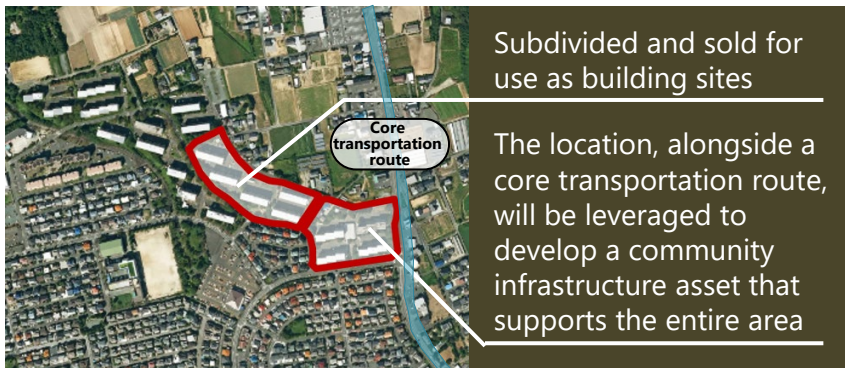 Subdivided and sold for
use as building sites
Core
transportation
route
The location, alongside a
core transportation route,
will be leveraged to
develop a community
infrastructure asset that
supports the entire area